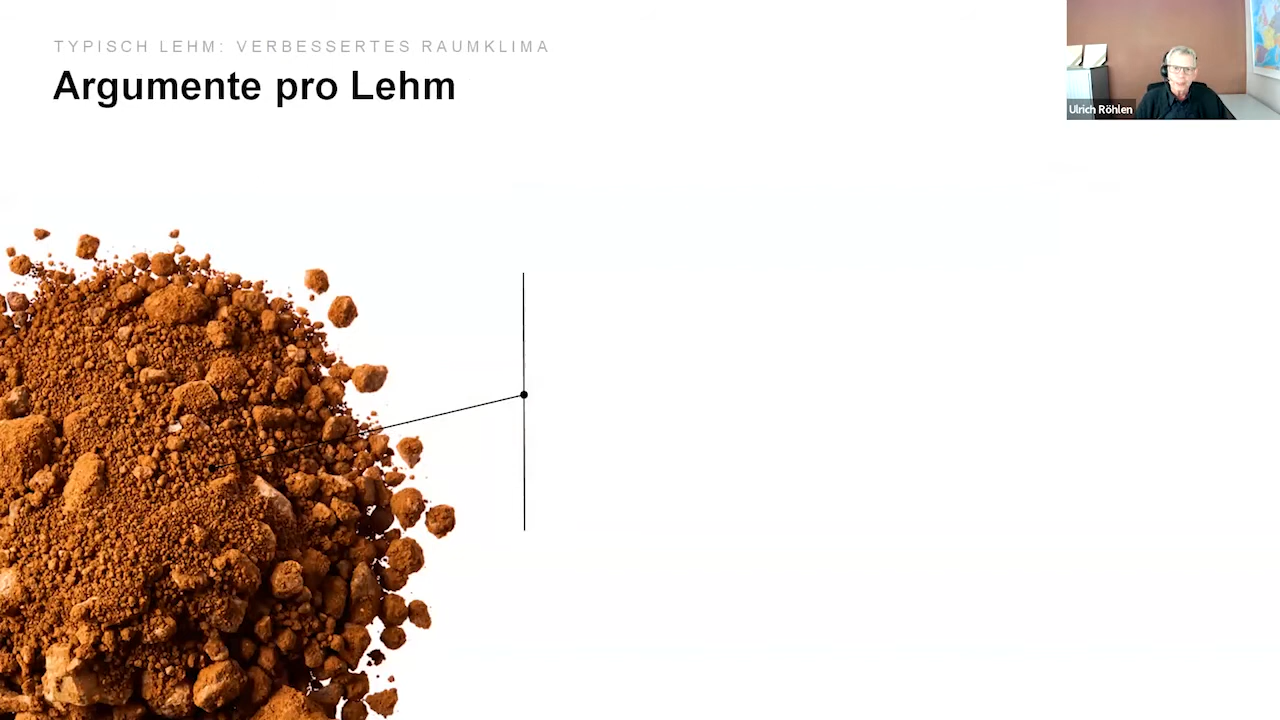 TYPISCH LEHM: VERBESSERTES RAUMKLIMA
Argumente pro Lehm
Ulrich Röhlen